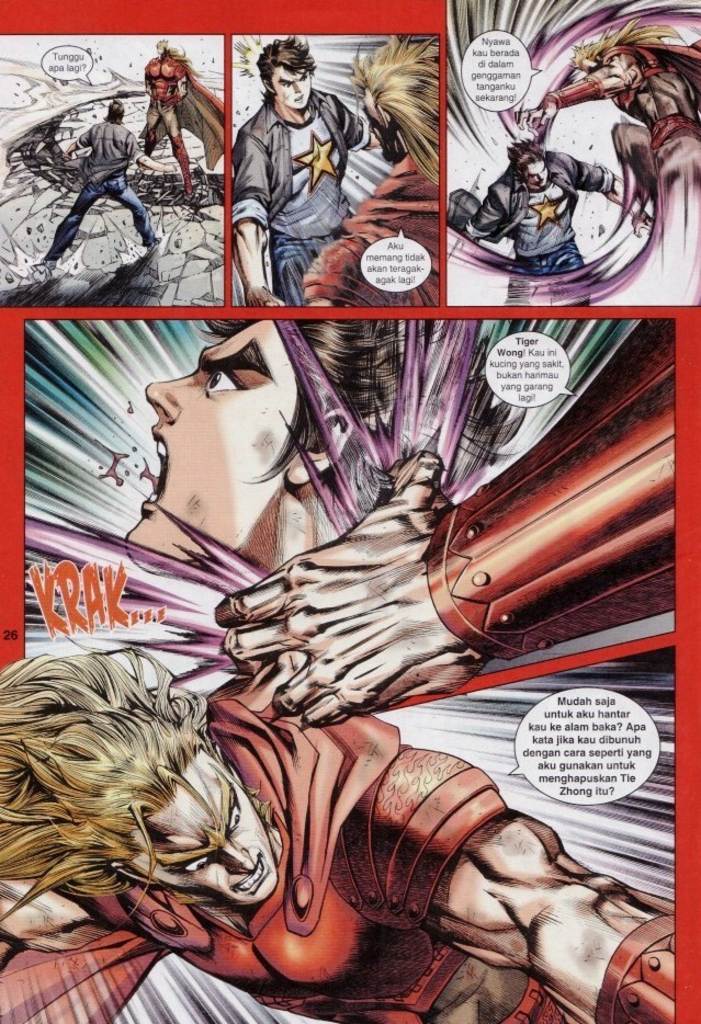 Tunggu
apa lagi?
Aku
memang tidak
akan teragak-
agak lagi!
Nyawa
kau berada
di dalam
genggaman
tanganku
sekarang!
Tiger
Wong! Kau ini
kucing yang sakit,
bukan harimau
yang garang
lagi!
KRAK...
26
Mudah saja
untuk aku hantar
kau ke alam baka? Apa
kata jika kau dibunuh
dengan cara seperti yang
aku gunakan untuk
menghapuskan Tie
Zhong itu?